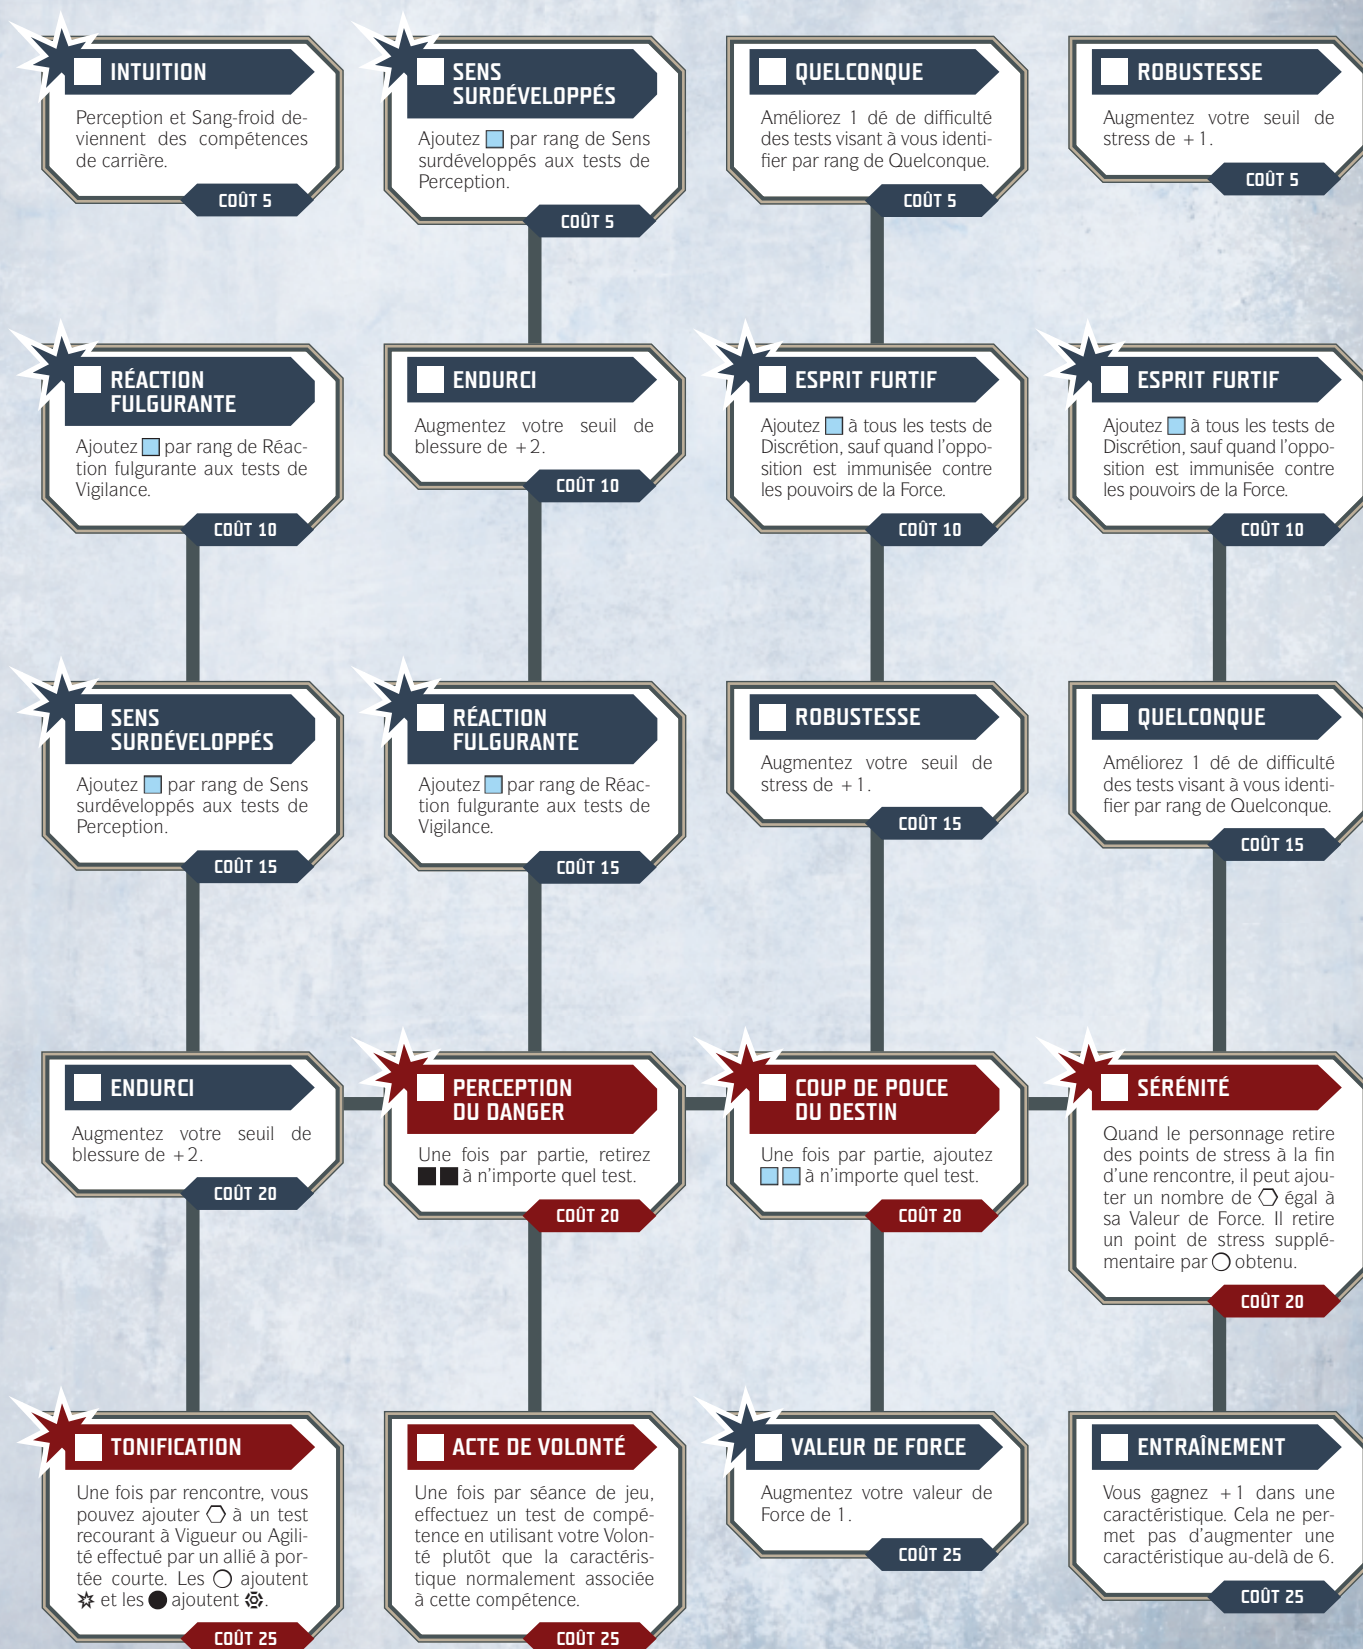 INTUITION
Perception et Sang-froid de-
viennent des compétences
de carrière.
COÛT 5
SENS
SURDÉVELOPPÉS
Ajoutez par rang de Sens
surdéveloppés aux tests de
Perception.
COÛT 5
QUELCONQUE
Améliorez 1 dé de difficulté
des tests visant à vous identi-
fier par rang de Quelconque.
COÛT 5
ROBUSTESSE
Augmentez votre seuil de
stress de +1.
COÛT 5
RÉACTION
FULGURANTE
Ajoutez par rang de Réac-
tion fulgurante aux tests de
Vigilance.
COÛT 10
ENDURCI
Augmentez votre seuil de
blessure de +2.
COÛT 10
ESPRIT FURTIF
Ajoutez à tous les tests de
Discrétion, sauf quand l'oppo-
sition est immunisée contre
les pouvoirs de la Force.
COÛT 10
ESPRIT FURTIF
Ajoutez à tous les tests de
Discrétion, sauf quand l'oppo-
sition est immunisée contre
les pouvoirs de la Force.
COÛT 10
SENS
SURDÉVELOPPÉS
Ajoutez par rang de Sens
surdéveloppés aux tests de
Perception.
COÛT 15
RÉACTION
FULGURANTE
Ajoutez par rang de Réac-
tion fulgurante aux tests de
Vigilance.
COÛT 15
ROBUSTESSE
Augmentez votre seuil de
stress de +1.
COÛT 15
QUELCONQUE
Améliorez 1 dé de difficulté
des tests visant à vous identi-
fier par rang de Quelconque.
COÛT 15
ENDURCI
Augmentez votre seuil de
blessure de +2.
COÛT 20
PERCEPTION
DU DANGER
Une fois par partie, retirez
à n'importe quel test.
COÛT 20
COUP DE POUCE
DU DESTIN
Une fois par partie, ajoutez
à n'importe quel test.
COÛT 20
SÉRÉNITÉ
Quand le personnage retire
des points de stress à la fin
d'une rencontre, il peut ajou-
ter un nombre de égal à
sa Valeur de Force. Il retire
un point de stress supplé-
mentaire par obtenu.
COÛT 20
TONIFICATION
Une fois par rencontre, vous
pouvez ajouter à un test
recourant à Vigueur ou Agili-
té effectué par un allié à por-
tée courte. Les ajoutent
et les ajoutent .
COÛT 25
ACTE DE VOLONTÉ
Une fois par séance de jeu,
effectuez un test de compé-
tence en utilisant votre Volon-
té plutôt que la caractéris-
tique normalement associée
à cette compétence.
COÛT 25
VALEUR DE FORCE
Augmentez votre valeur de
Force de 1.
COÛT 25
ENTRAÎNEMENT
Vous gagnez +1 dans une
caractéristique. Cela ne per-
met pas d'augmenter une
caractéristique au-delà de 6.
COÛT 25